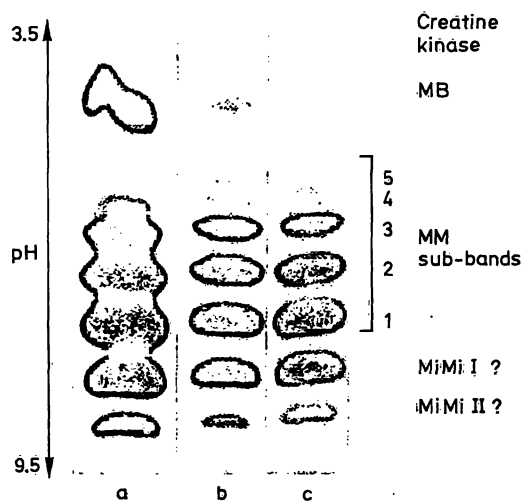 3.5
Creatine
kinase
MB
5
4
3
2
1
pH
MM
sub-bands
MiMi I ?
MiMi II ?
9.5
a b c